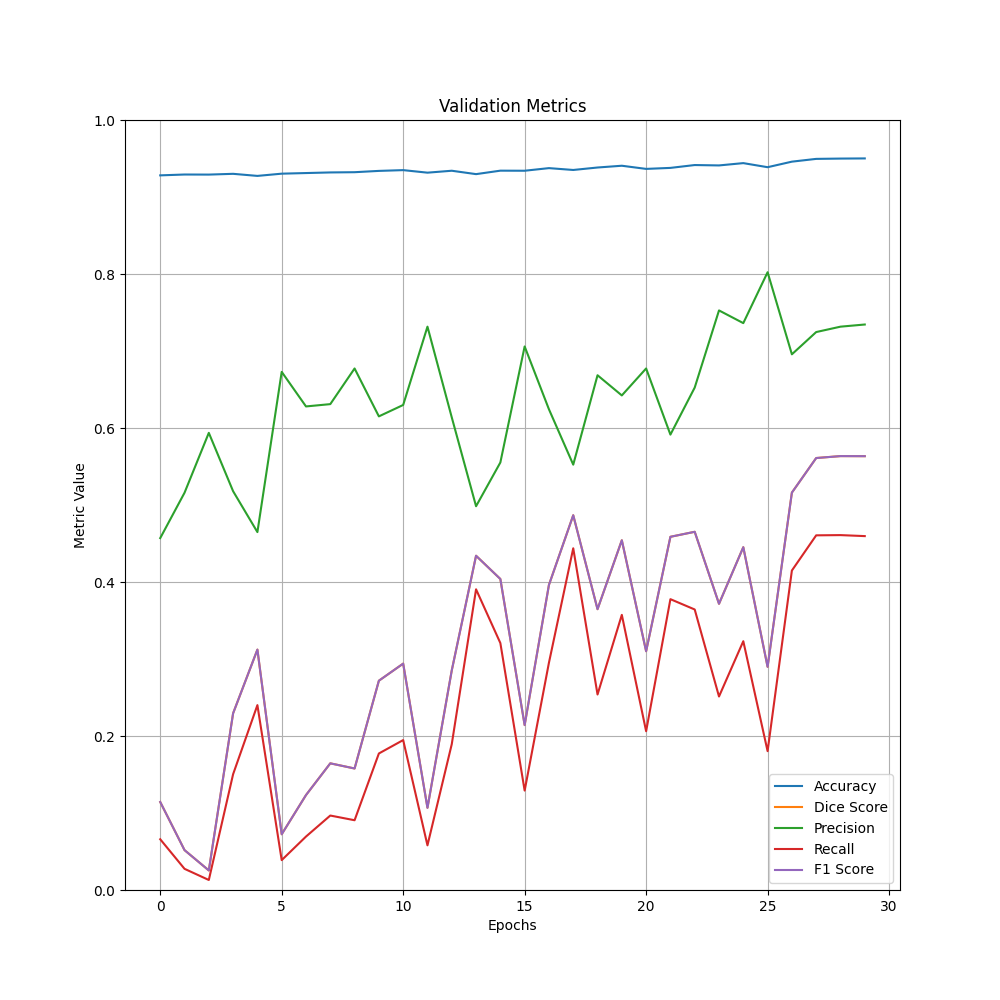 Validation Metrics
1.0
0.8
0.6
0.4
0.2
0.0
Metric Value
0 5 10 15 20 25 30
Epochs
Accuracy
Dice Score
Precision
Recall
F1 Score